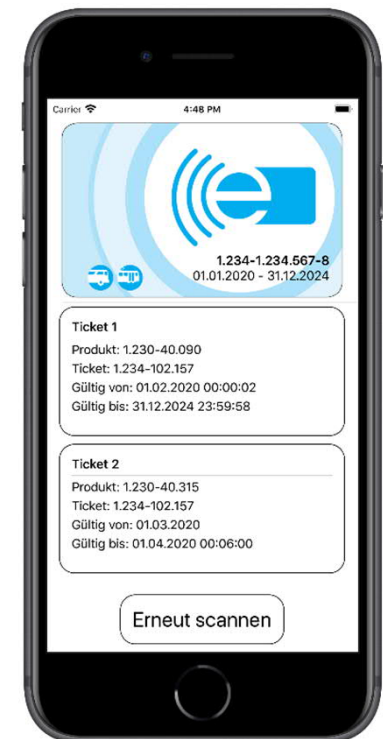 Carrier
4:48 PM
1.234-1.234.567-8
01.01.2020 - 31.12.2024
Ticket 1
Produkt: 1.230-40.090
Ticket: 1.234-102.157
Gültig von: 01.02.2020 00:00:02
Gültig bis: 31.12.2024 23:59:58
Ticket 2
Produkt: 1.230-40.315
Ticket: 1.234-102.157
Gültig von: 01.03.2020
Gültig bis: 01.04.2020 00:06:00
Erneut scannen